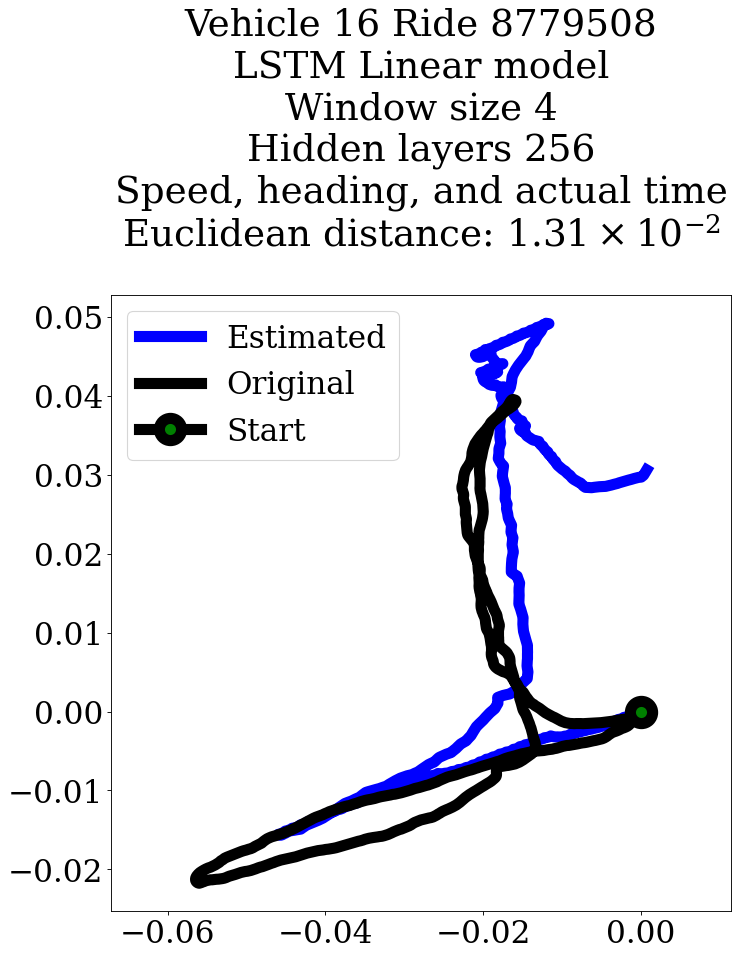 Vehicle 16 Ride 8779508
LSTM Linear model
Window size 4
Hidden layers 256
Speed, heading, and actual time
Euclidean distance: 1.31 × 10⁻²
Estimated
Original
Start
0.05
0.04
0.03
0.02
0.01
0.00
−0.01
−0.02
−0.06 −0.04 −0.02 0.00